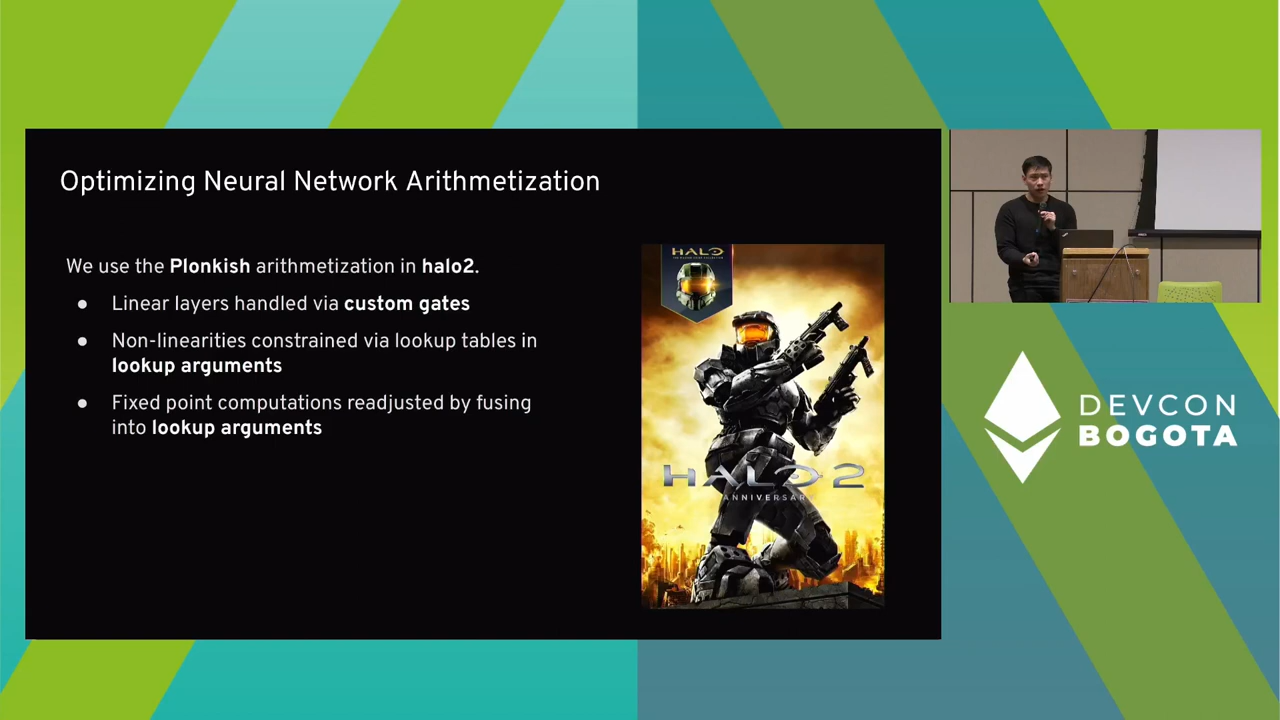 Optimizing Neural Network Arithmetization
We use the Plonkish arithmetization in halo2.
● Linear layers handled via custom gates
● Non-linearities constrained via lookup tables in
lookup arguments
● Fixed point computations readjusted by fusing
into lookup arguments
HALO
HALO 2
ANNIVERSAR
DEVCON
BOGOTA